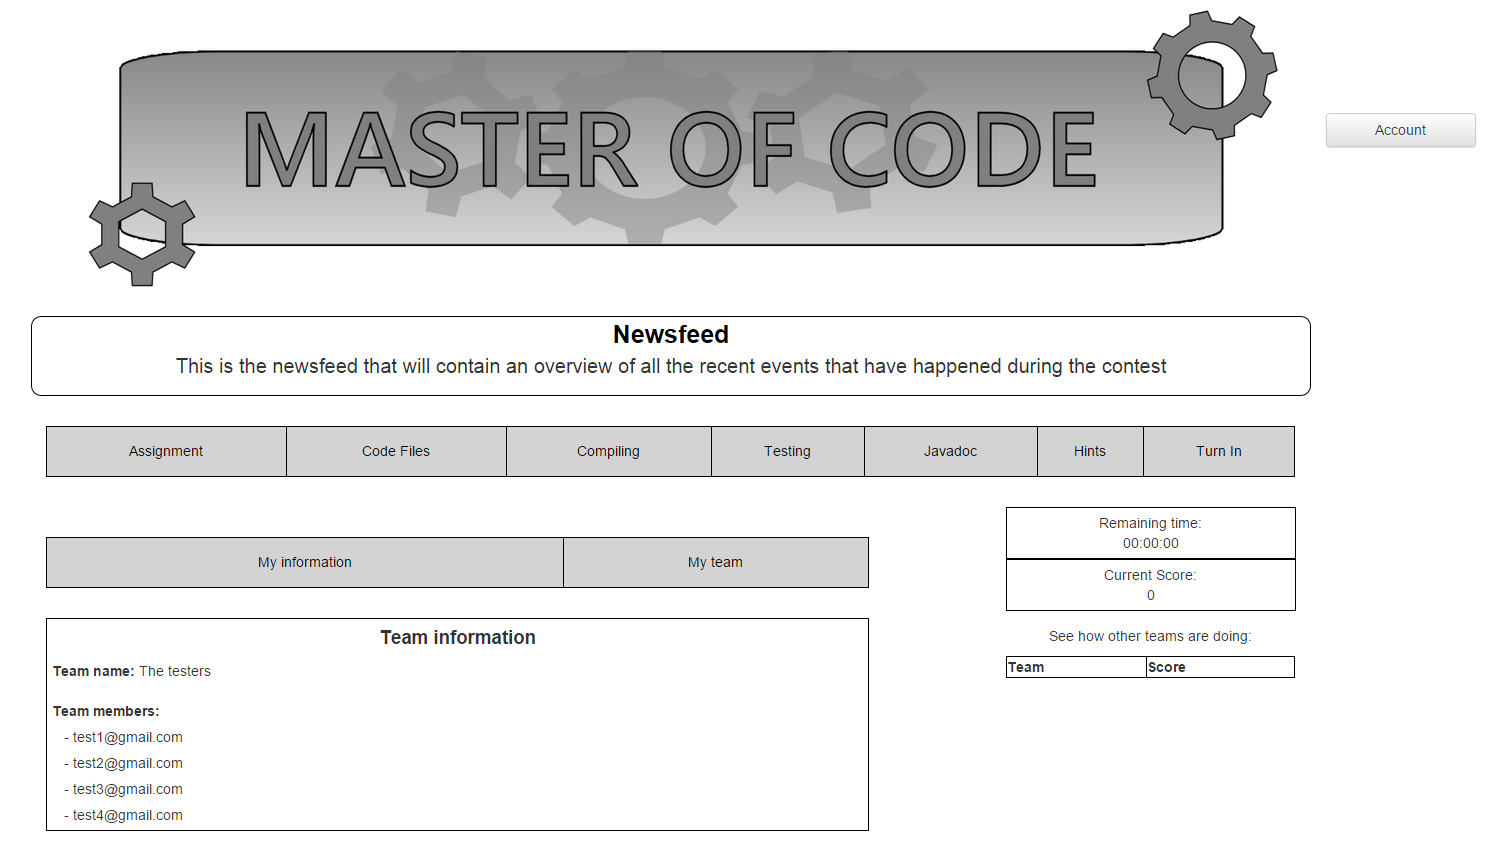 MASTER OF CODE
Account
Newsfeed
This is the newsfeed that will contain an overview of all the recent events that have happened during the contest
Assignment Code Files Compiling Testing Javadoc Hints Turn In
My information My team
Team information
Team name: The testers
Team members:
- test1@gmail.com
- test2@gmail.com
- test3@gmail.com
- test4@gmail.com
Remaining time:
00:00:00
Current Score:
0
See how other teams are doing:
Team Score